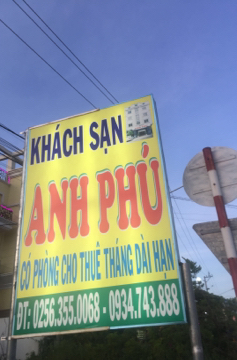 KHÁCH SẠN
ANH PHÚ
CÓ PHÒNG CHO THUÊ THÁNG DÀI HẠN
ĐT: 0256.355.0068 - 0934.743.888